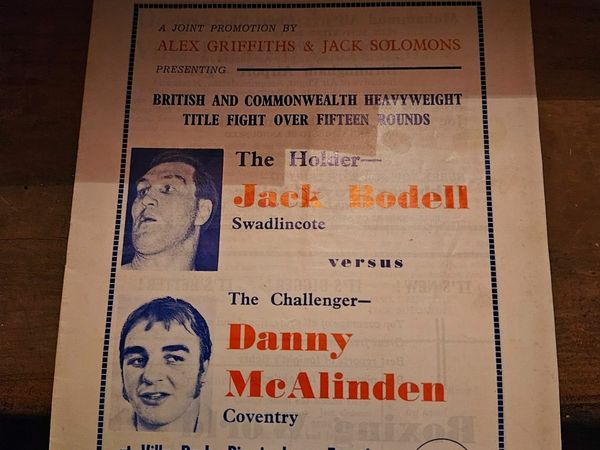 A JOINT PROMOTION BY
ALEX GRIFFITHS & JACK SOLOMONS
PRESENTING
BRITISH AND COMMONWEALTH HEAVYWEIGHT
TITLE FIGHT OVER FIFTEEN ROUNDS
The Holder—
Jack Bodell
Swadlincote
versus
The Challenger—
Danny
McAlinden
Coventry